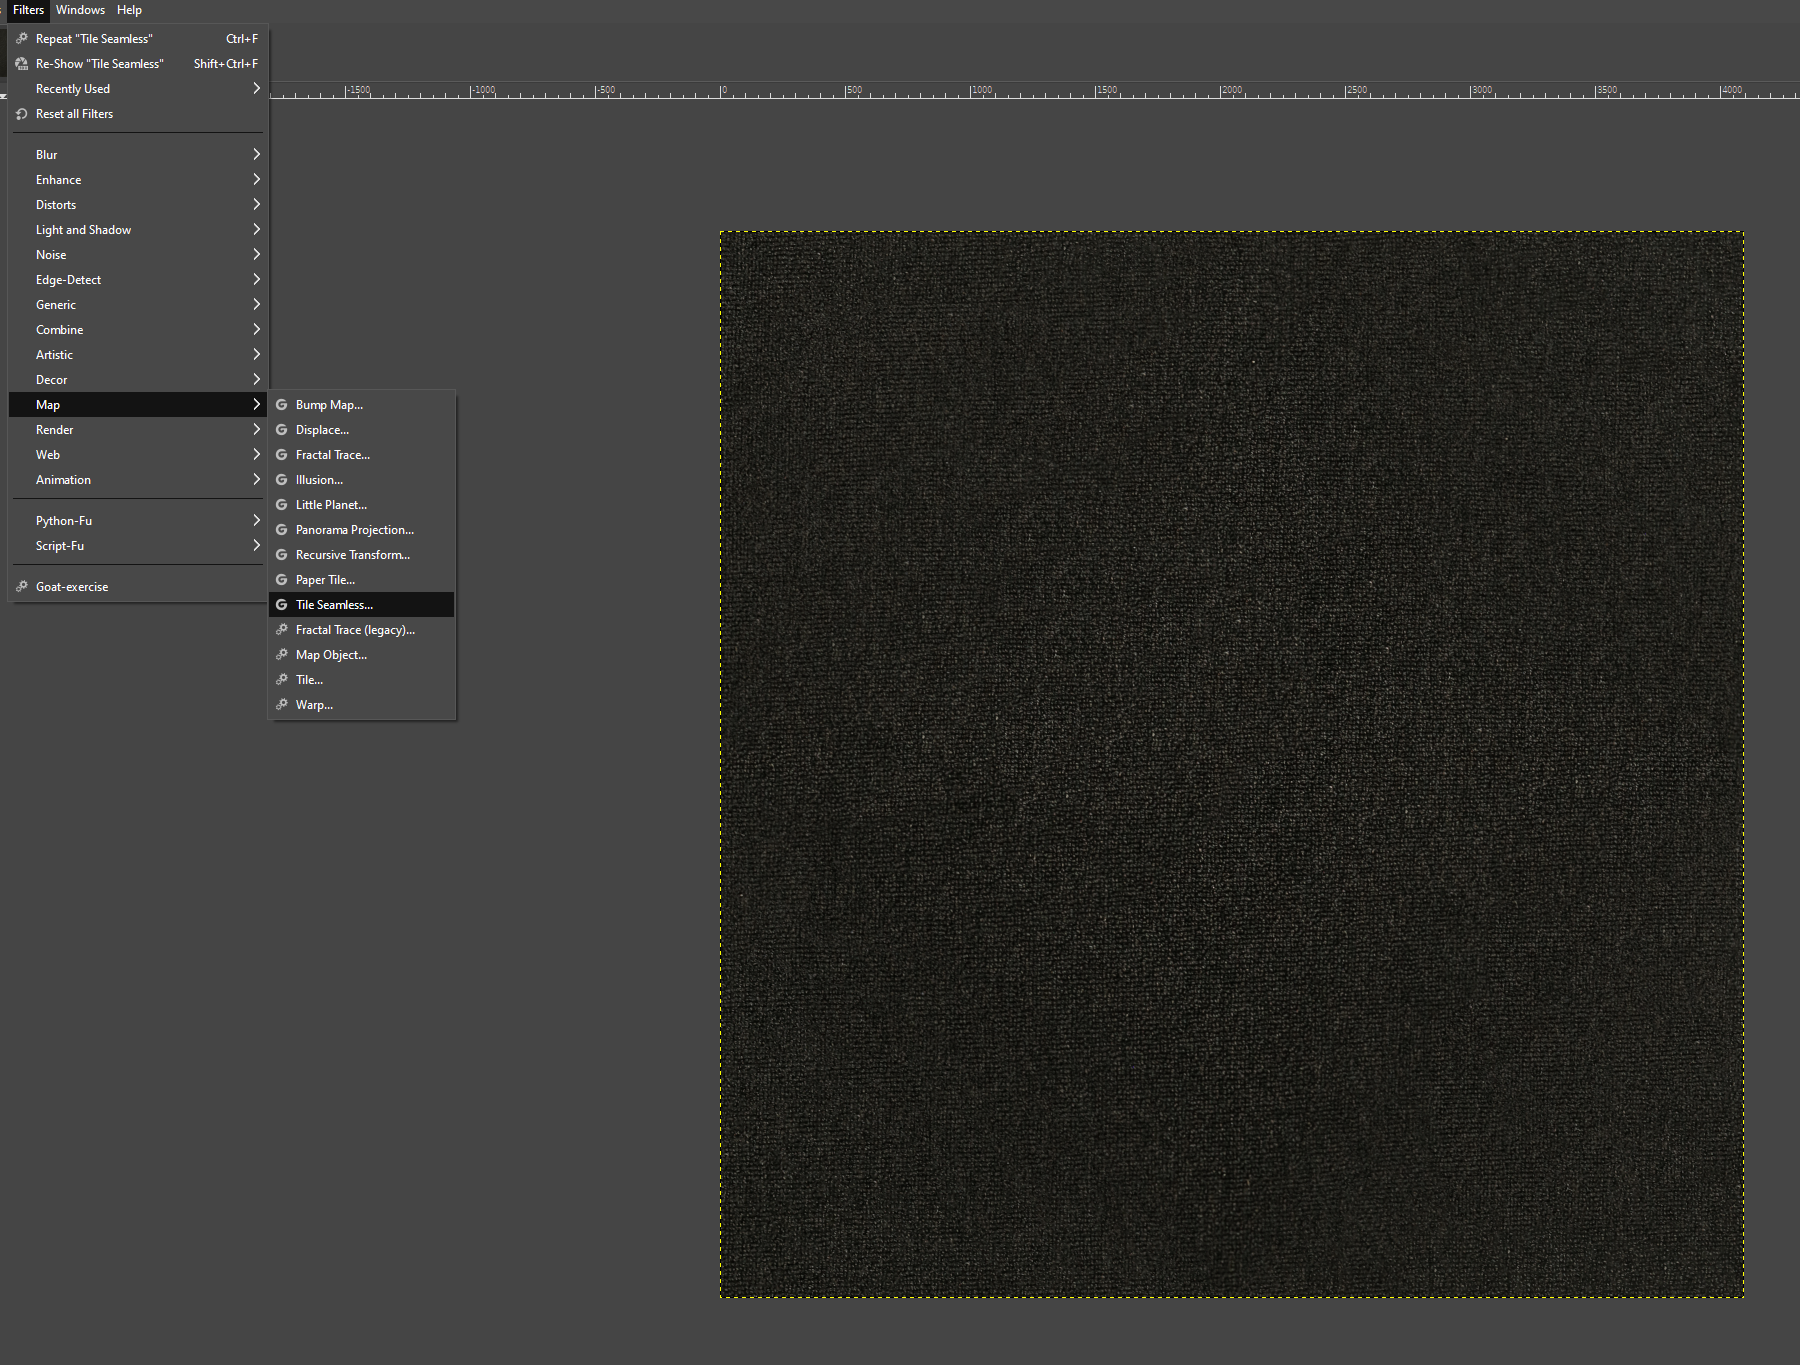 Filters Windows Help
Repeat "Tile Seamless" Ctrl+F
Re-Show "Tile Seamless" Shift+Ctrl+F
Recently Used
Reset all Filters
-1500 -1000 -500 0 500 1000 1500 2000 2500 3000 3500 4000
Blur
Enhance
Distorts
Light and Shadow
Noise
Edge-Detect
Generic
Combine
Artistic
Decor
Map
Render
Web
Animation
Python-Fu
Script-Fu
Goat-exercise
Bump Map...
Displace...
Fractal Trace...
Illusion...
Little Planet...
Panorama Projection...
Recursive Transform...
Paper Tile...
Tile Seamless...
Fractal Trace (legacy)...
Map Object...
Tile...
Warp...